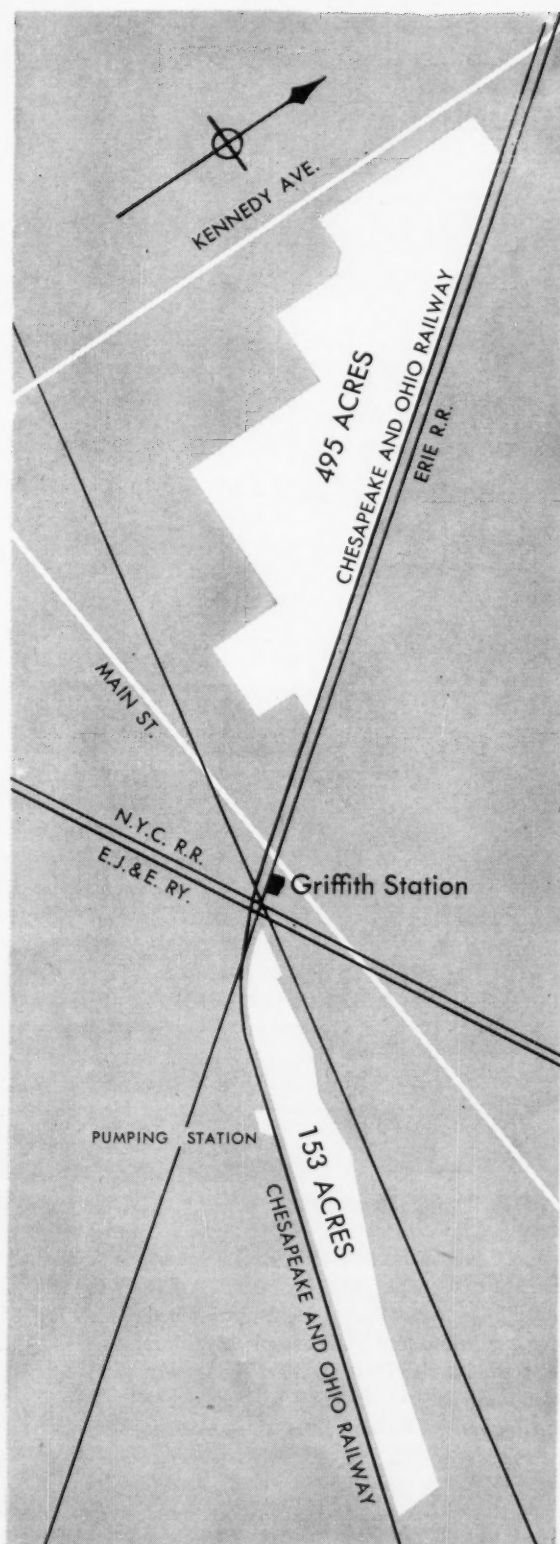 KENNEDY AVE.
495 ACRES
CHESAPEAKE AND OHIO RAILWAY
ERIE R.R.
MAIN ST.
N.Y.C. R.R.
E.J.&E. RY.
Griffith Station
PUMPING STATION
153 ACRES
CHESAPEAKE AND OHIO RAILWAY